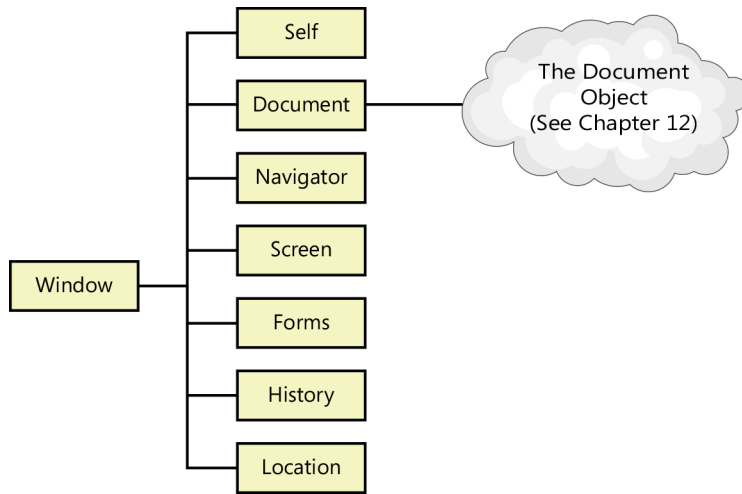 Self
Document
The Document
Object
(See Chapter 12)
Navigator
Screen
Window
Forms
History
Location